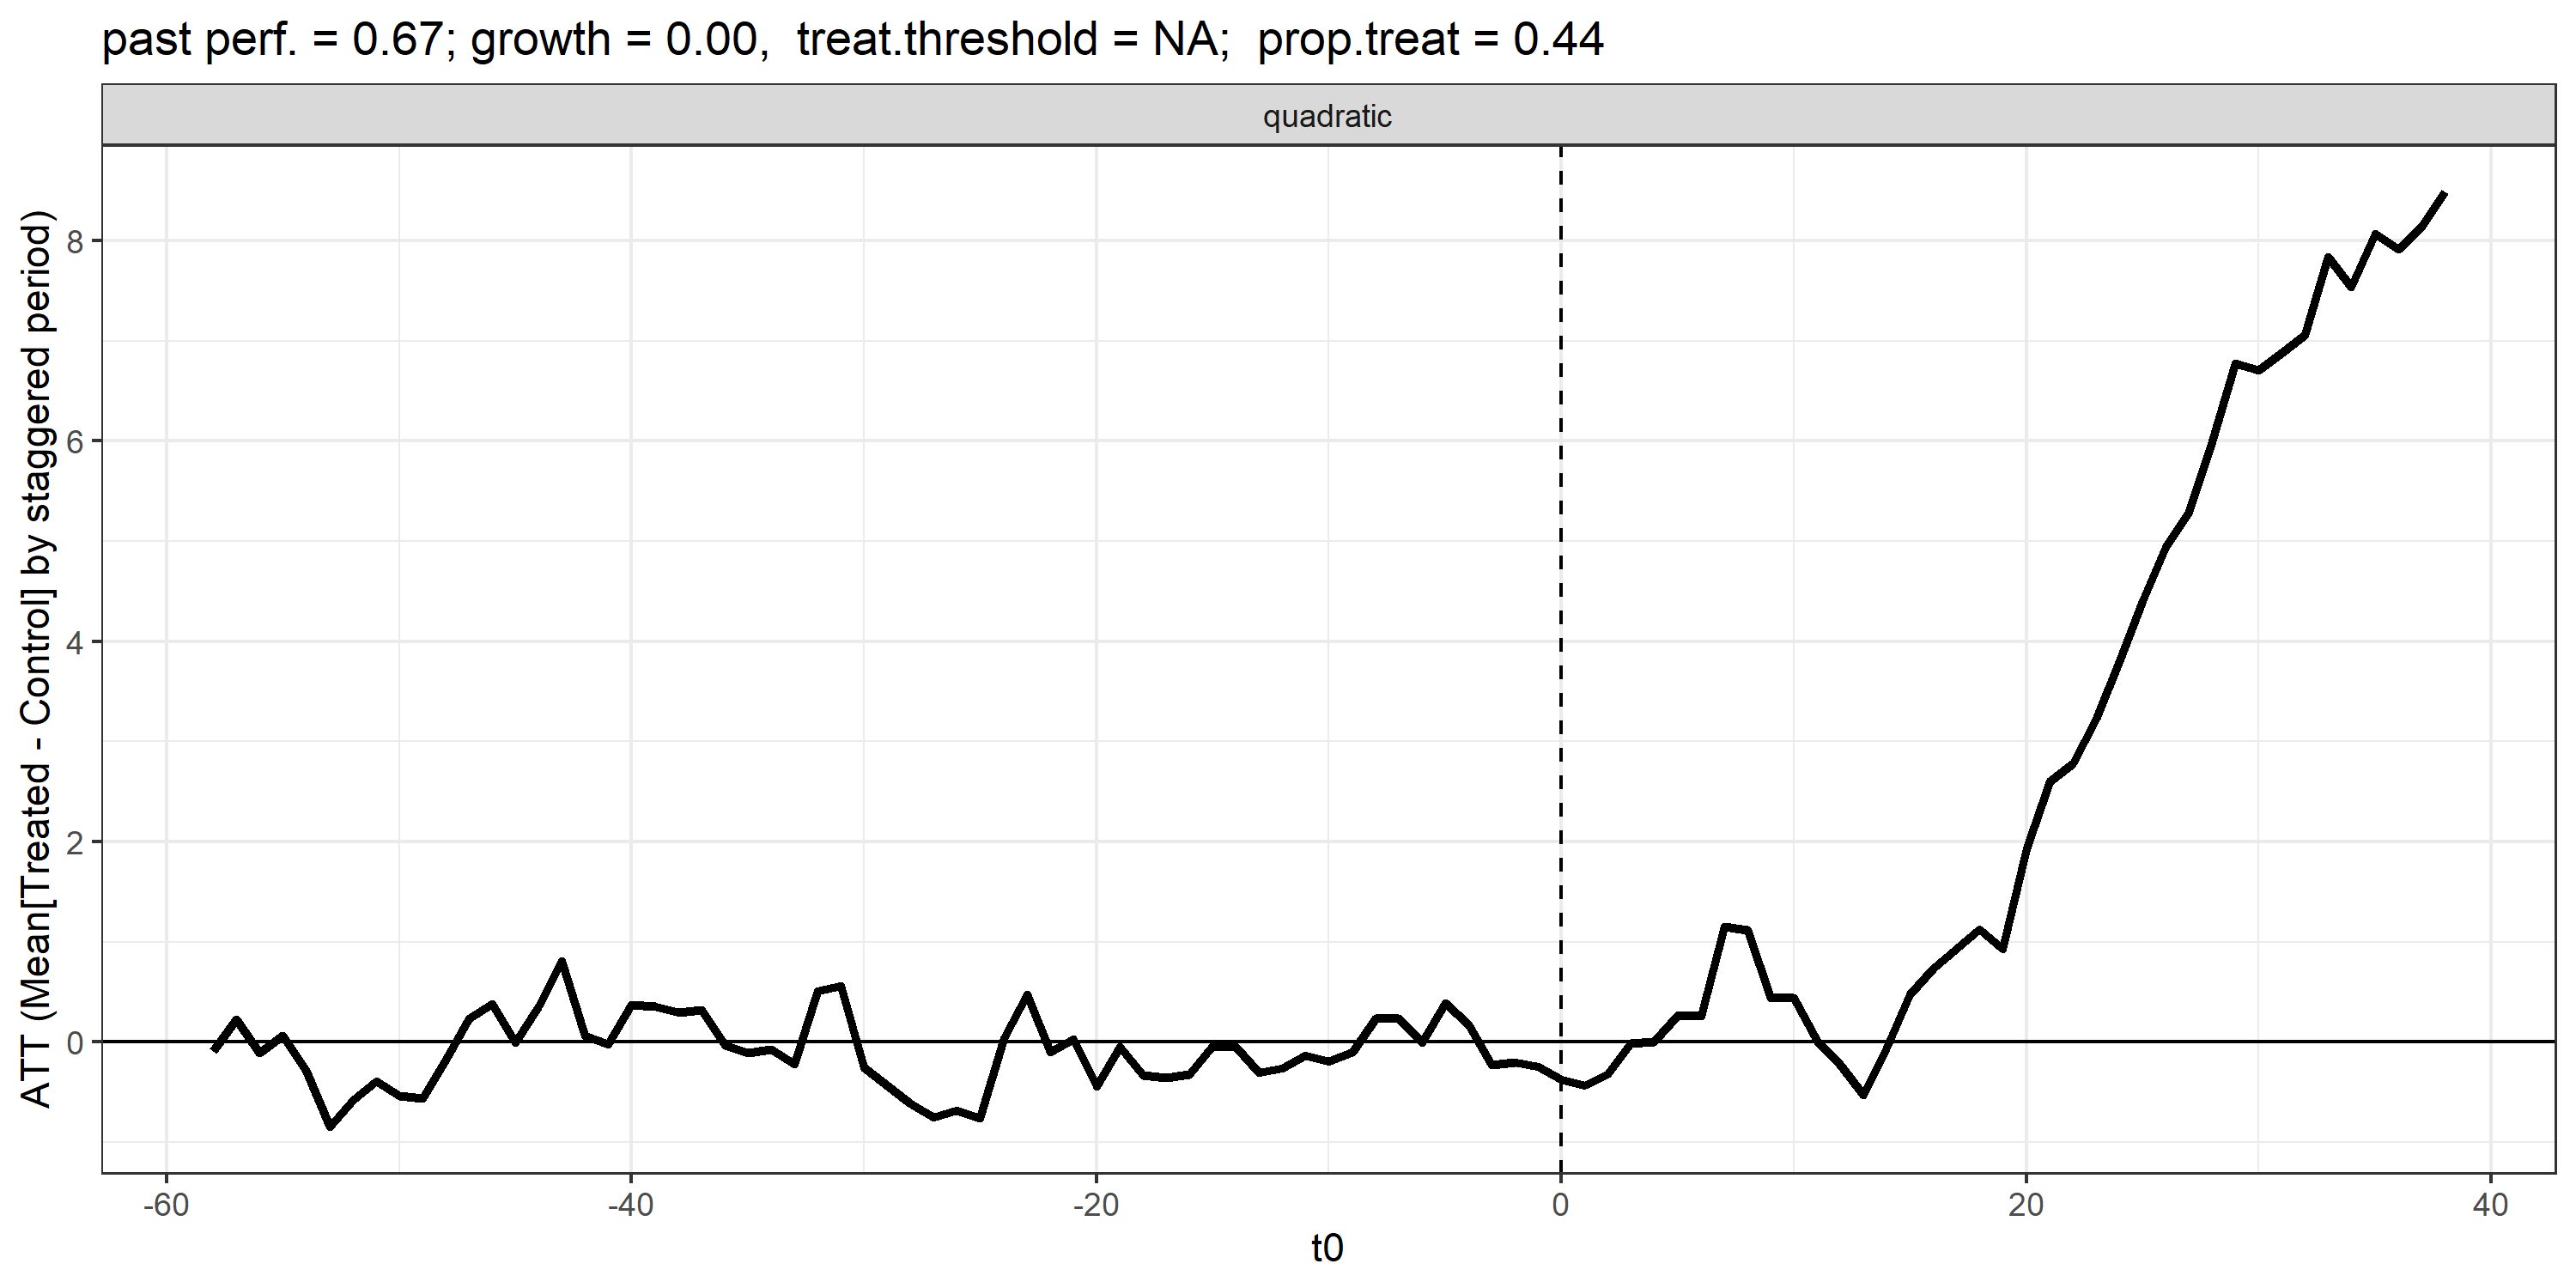 past perf. = 0.67; growth = 0.00,  treat.threshold = NA;  prop.treat = 0.44
quadratic
ATT (Mean[Treated - Control] by staggered period)
8
6
4
2
0
-60
-40
-20
0
20
40
t0